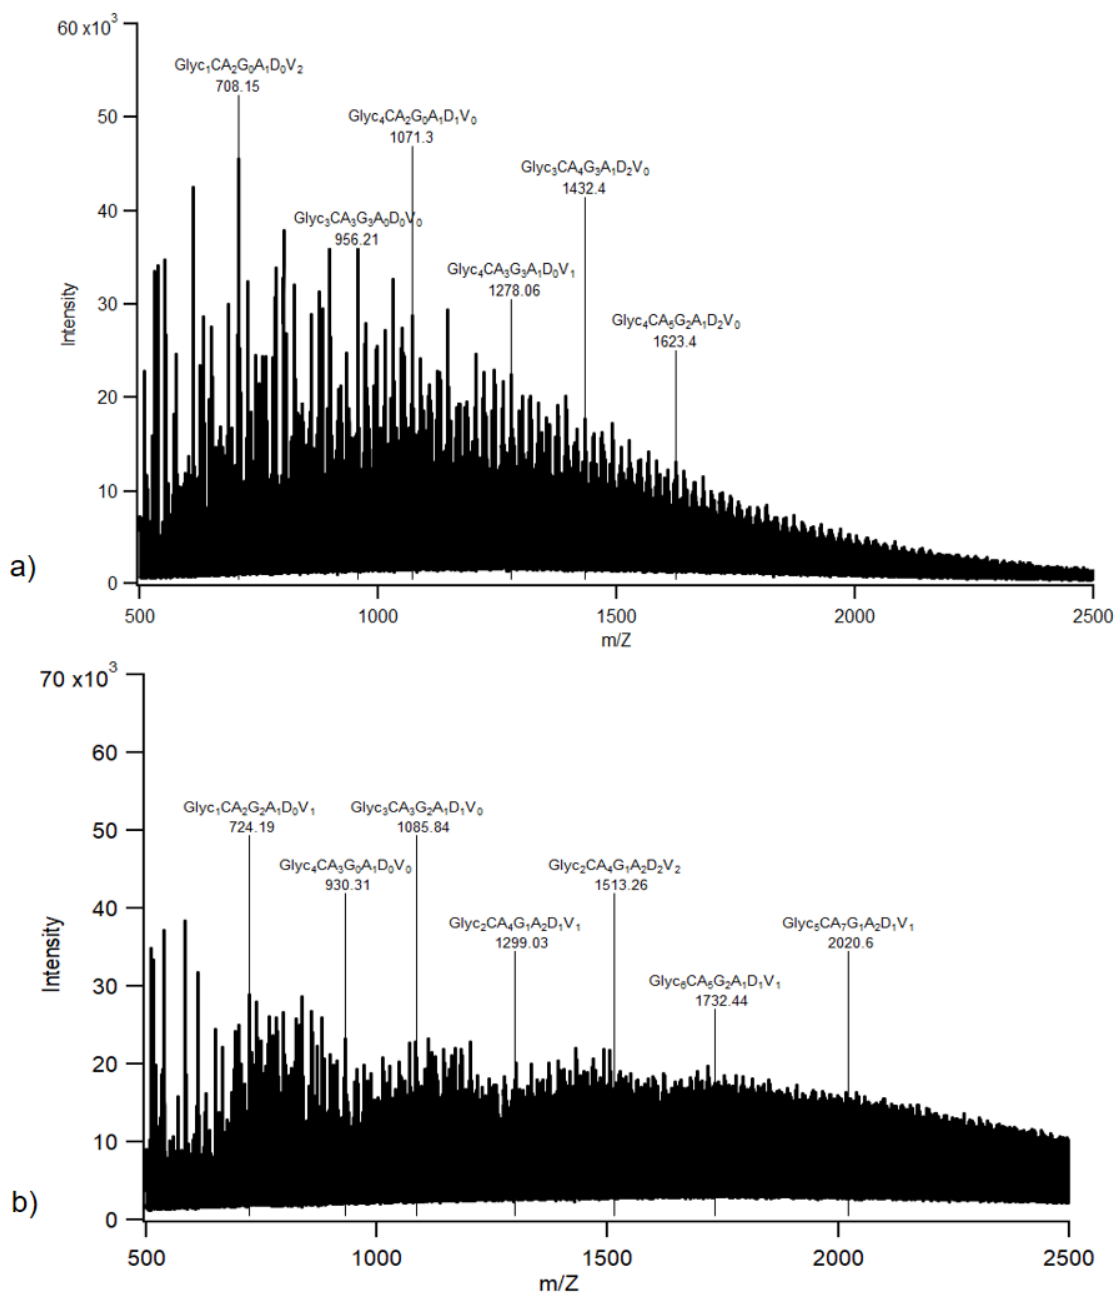 60 x10³
50
40
30
20
10
0
Intensity
Glyc₁CA₂G₀A₁D₀V₂
708.15
Glyc₄CA₂G₀A₁D₁V₀
1071.3
Glyc₃CA₄G₃A₁D₂V₀
1432.4
Glyc₃CA₃G₃A₀D₀V₀
956.21
Glyc₄CA₃G₃A₁D₀V₁
1278.06
Glyc₄CA₅G₂A₁D₂V₀
1623.4
a)
500 1000 1500 2000 2500
m/Z
70 x10³
60
50
40
30
20
10
0
Intensity
Glyc₁CA₂G₂A₁D₀V₁ Glyc₃CA₃G₂A₁D₁V₀
724.19 1085.84
Glyc₄CA₃G₀A₁D₀V₀ Glyc₂CA₄G₁A₂D₂V₂
930.31 1513.26
Glyc₂CA₄G₁A₂D₁V₁ Glyc₅CA₇G₁A₂D₁V₁
1299.03 2020.6
Glyc₆CA₅G₂A₁D₁V₁
1732.44
b)
500 1000 1500 2000 2500
m/Z